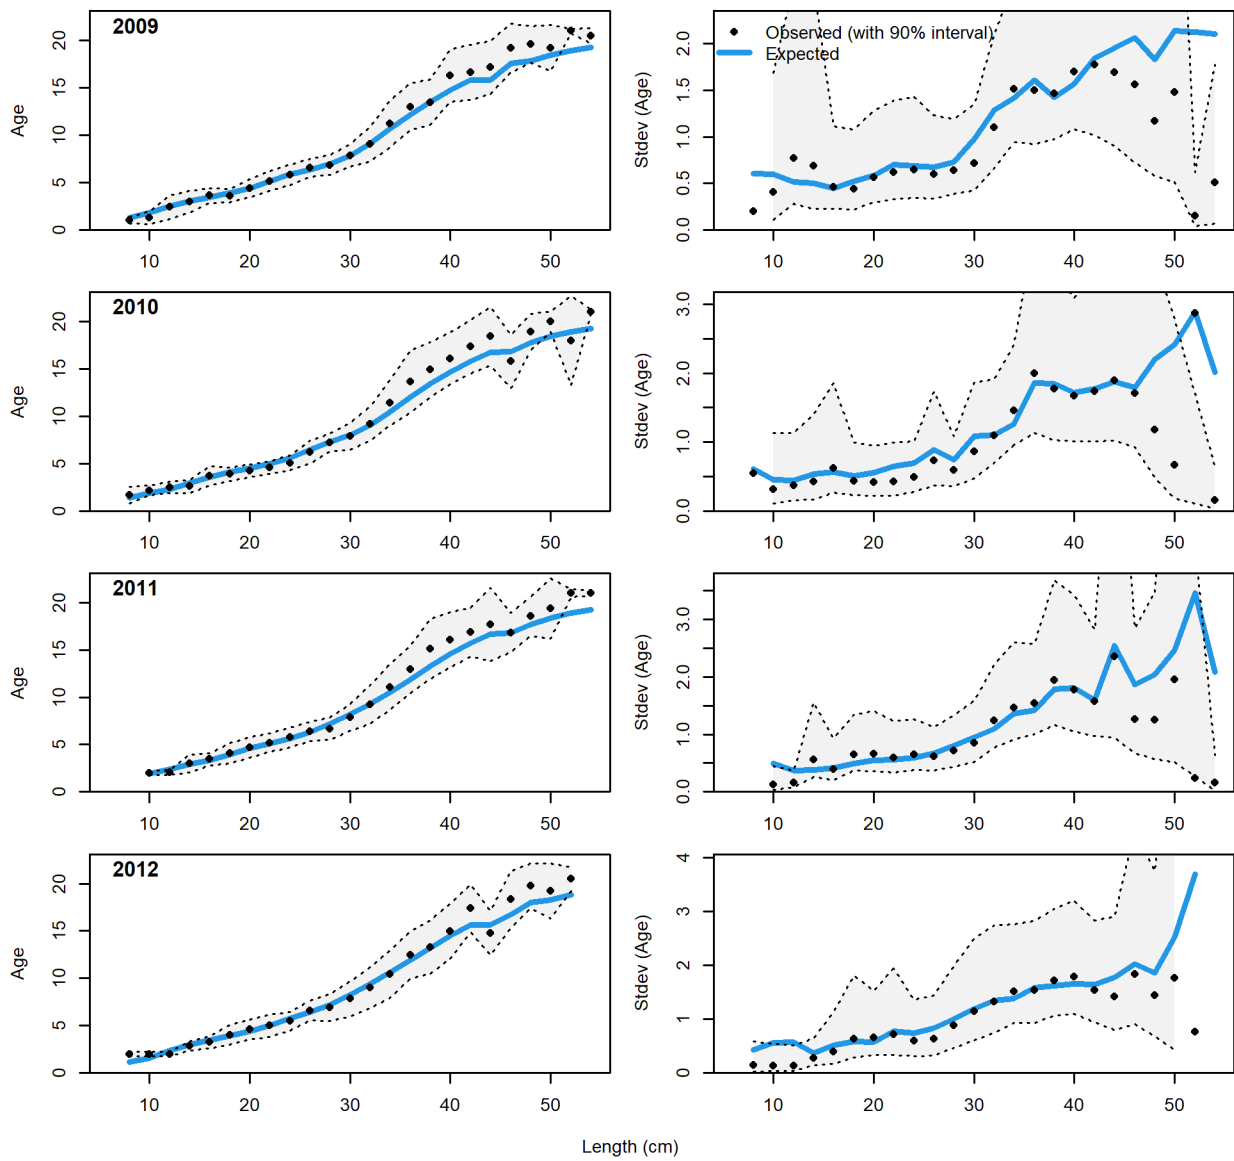 2009
Age
0 5 10 15 20
10 20 30 40 50
Observed (with 90% interval)
Expected
Stdev (Age)
0.0 0.5 1.0 1.5 2.0
10 20 30 40 50
2010
Age
0 5 10 15 20
10 20 30 40 50
Stdev (Age)
0.0 1.0 2.0 3.0
10 20 30 40 50
2011
Age
0 5 10 15 20
10 20 30 40 50
Stdev (Age)
0.0 1.0 2.0 3.0
10 20 30 40 50
2012
Age
0 5 10 15 20
10 20 30 40 50
Stdev (Age)
0 1 2 3 4
10 20 30 40 50
Length (cm)